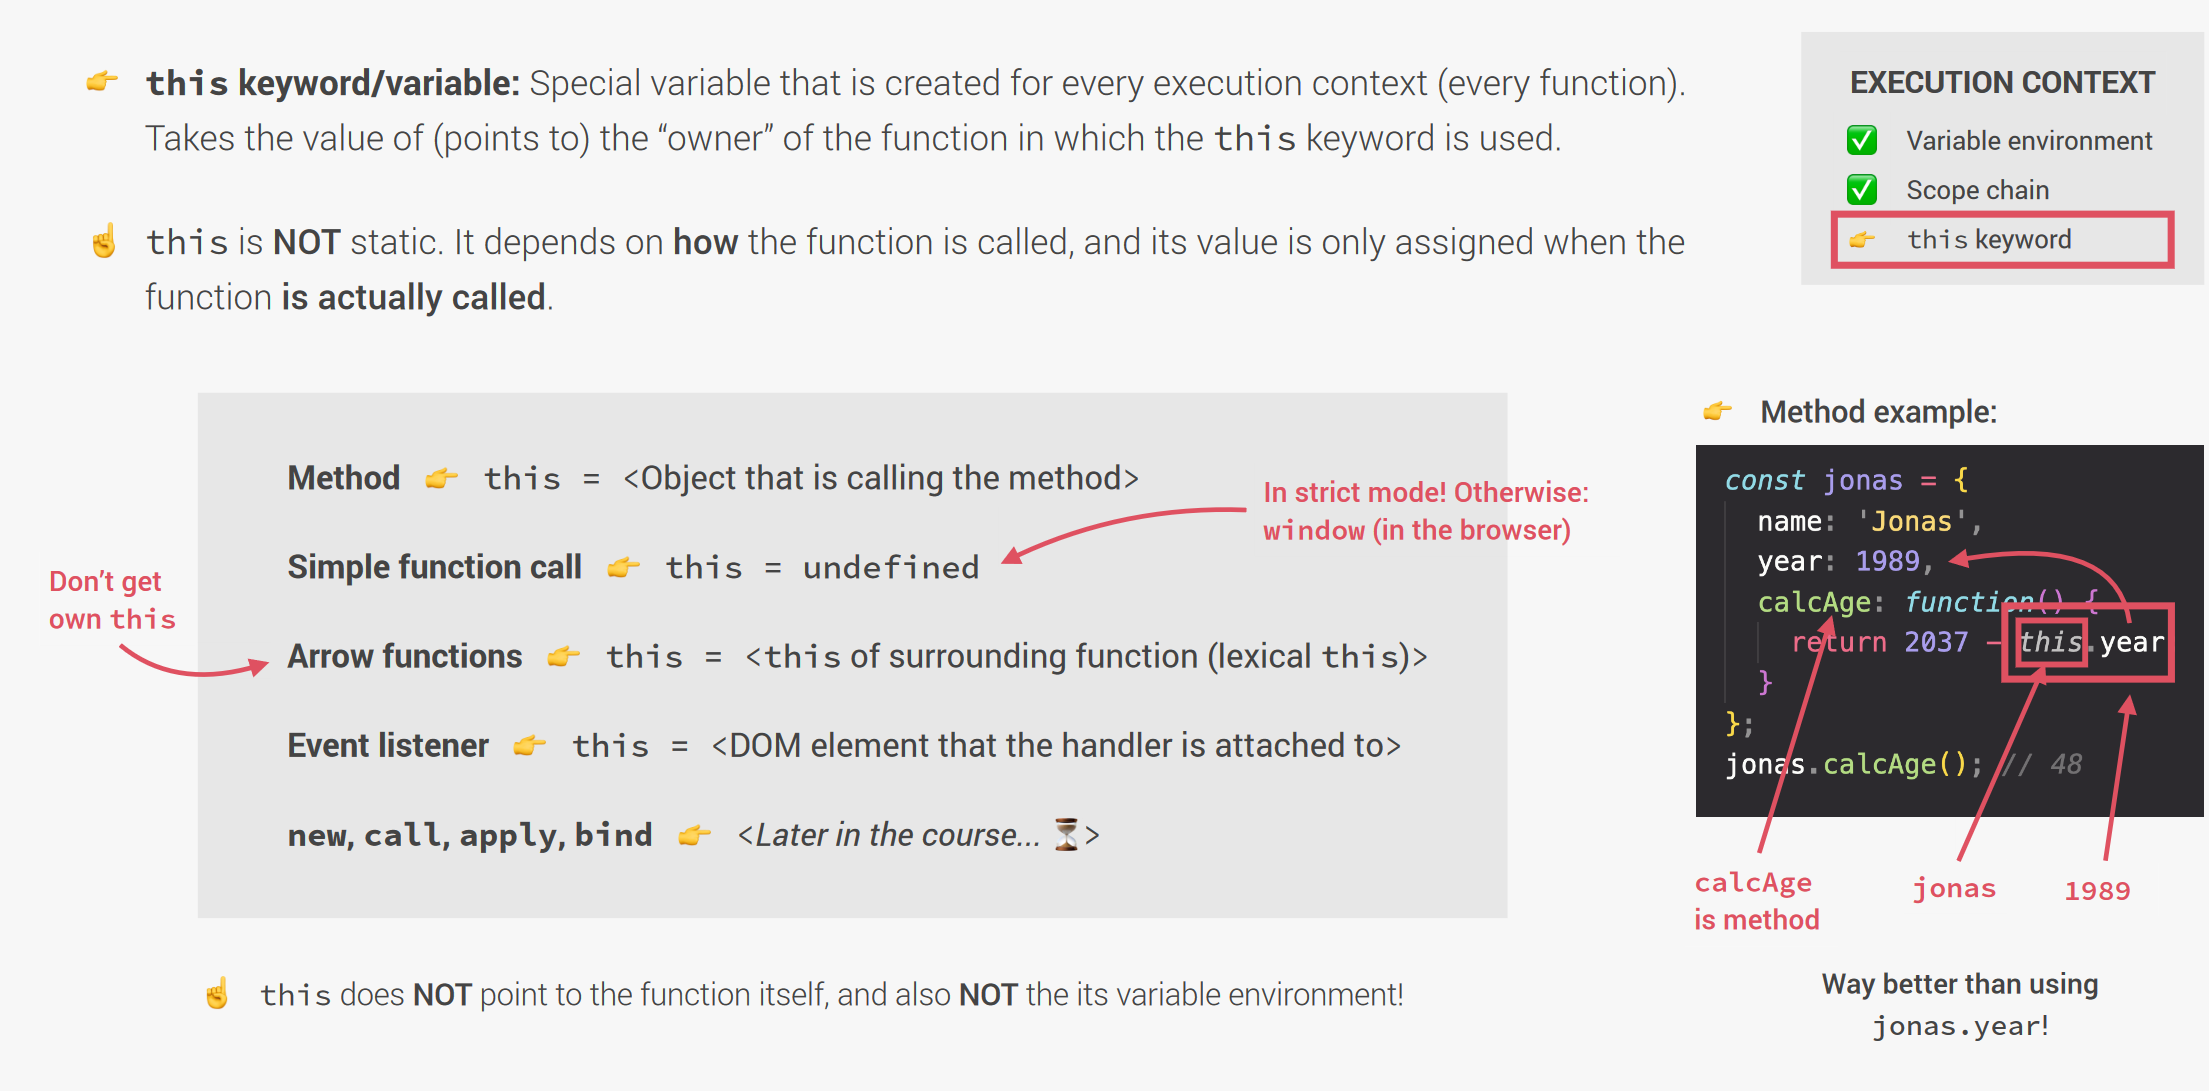 this keyword/variable: Special variable that is created for every execution context (every function).
Takes the value of (points to) the “owner” of the function in which the this keyword is used.
this is NOT static. It depends on how the function is called, and its value is only assigned when the
function is actually called.
EXECUTION CONTEXT
Variable environment
Scope chain
this keyword
Method 👉 this = <Object that is calling the method>
In strict mode! Otherwise:
window (in the browser)
Simple function call 👉 this = undefined
Don’t get
own this
Arrow functions 👉 this = <this of surrounding function (lexical this)>
Event listener 👉 this = <DOM element that the handler is attached to>
new, call, apply, bind 👉 <Later in the course... ⏳>
this does NOT point to the function itself, and also NOT the its variable environment!
Method example:
const jonas = {
name: 'Jonas',
year: 1989,
calcAge: function() {
return 2037 - this.year
}
};
jonas.calcAge(); // 48
calcAge
is method
jonas
1989
Way better than using
jonas.year!